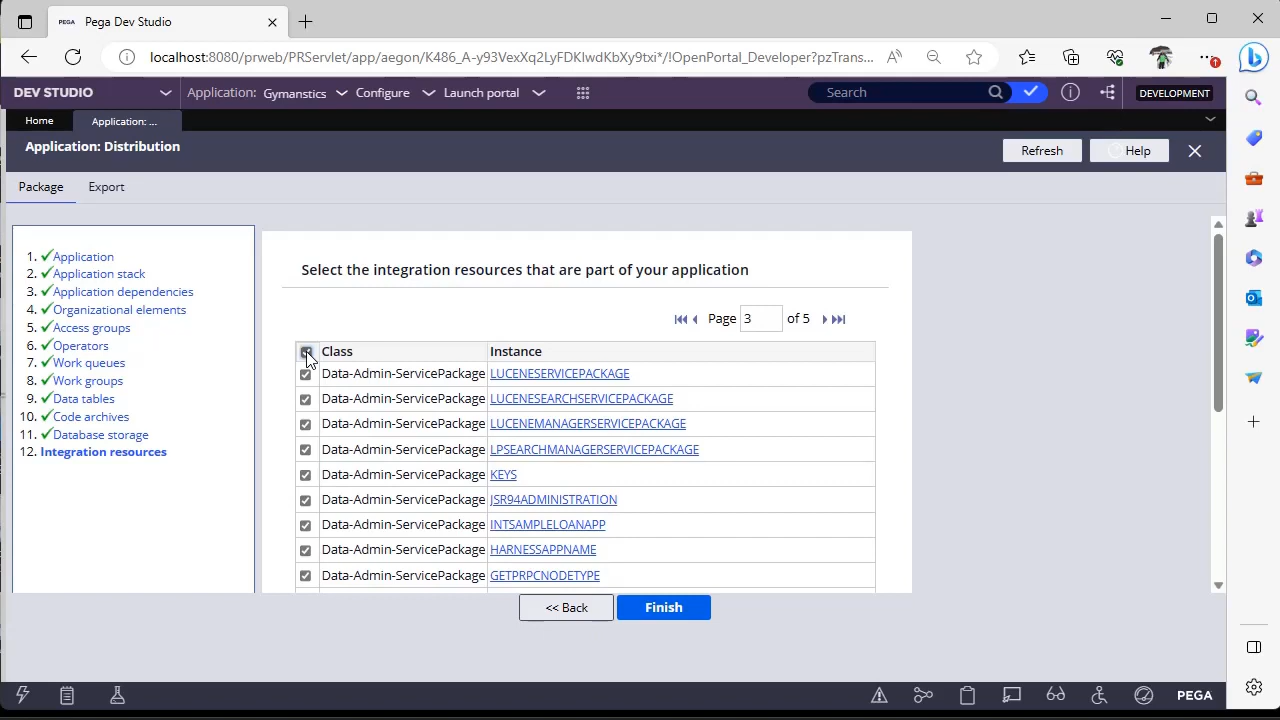 PEGA Pega Dev Studio
localhost:8080/prweb/PRServlet/app/aegon/K486_A-y93VovXq2LyFDKlwdKbXy9txi*/!OpenPortal_Developer?pzTrans...
DEV STUDIO Application: Gymanstics Configure Launch portal Search DEVELOPMENT
Home Application: ...
Application: Distribution Refresh Help
Package Export
1. Application
2. Application stack
3. Application dependencies
4. Organizational elements
5. Access groups
6. Operators
7. Work queues
8. Work groups
9. Data tables
10. Code archives
11. Database storage
12. Integration resources
Select the integration resources that are part of your application
Page 3 of 5
Class Instance
Data-Admin-ServicePackage LUCENESERVICEPACKAGE
Data-Admin-ServicePackage LUCENESEARCHSERVICEPACKAGE
Data-Admin-ServicePackage LUCENEMANAGERSERVICEPACKAGE
Data-Admin-ServicePackage LPSEARCHMANAGERSERVICEPACKAGE
Data-Admin-ServicePackage KEYS
Data-Admin-ServicePackage JSR94ADMINISTRATION
Data-Admin-ServicePackage INTSAMPLELOANAPP
Data-Admin-ServicePackage HARNESSAPPNAME
Data-Admin-ServicePackage GETPRPCNODETYPE
<< Back Finish
PEGA